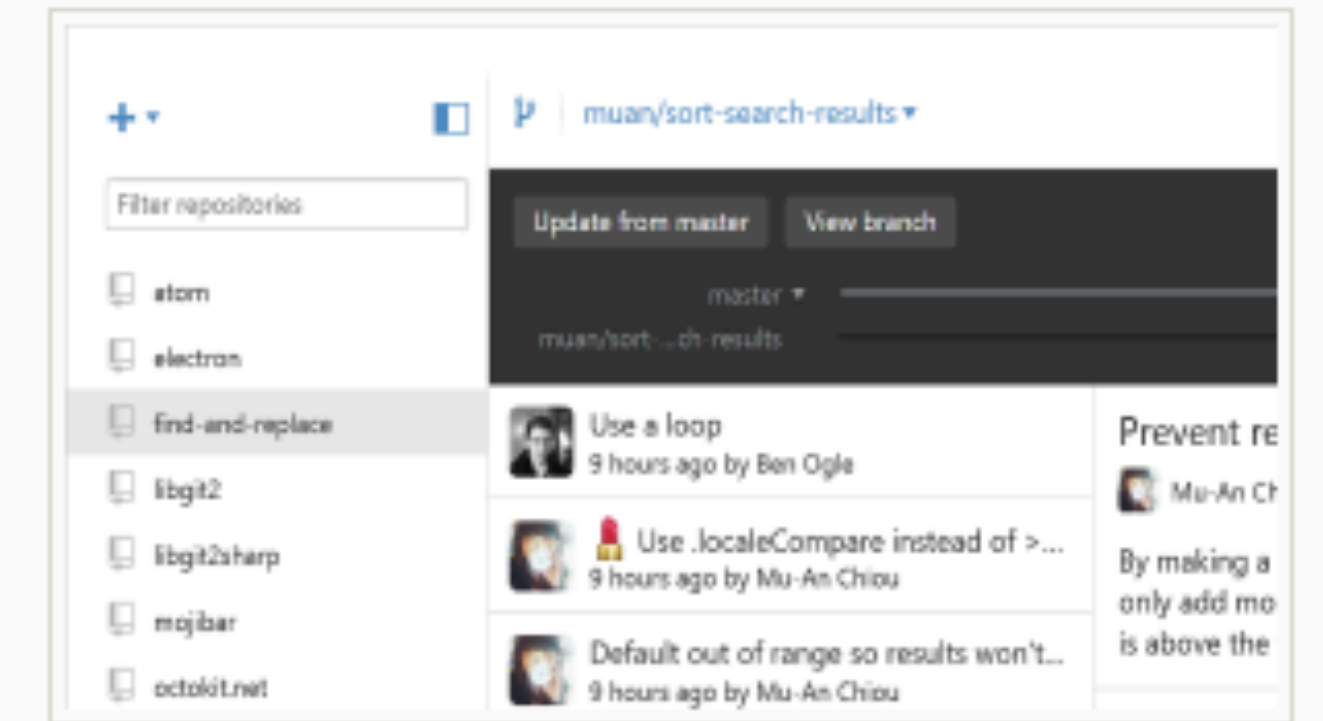 muan/sort-search-results
Filter repositories
atom
electron
find-and-replace
libgit2
libgit2sharp
mojibar
octokit.net
Update from master
View branch
master
muan/sort-...ch-results
Use a loop
9 hours ago by Ben Ogle
Use .localeCompare instead of >...
9 hours ago by Mu-An Chiou
Default out of range so results won't...
9 hours ago by Mu-An Chiou
Prevent re
Mu-An Ch
By making a
only add mo
is above the